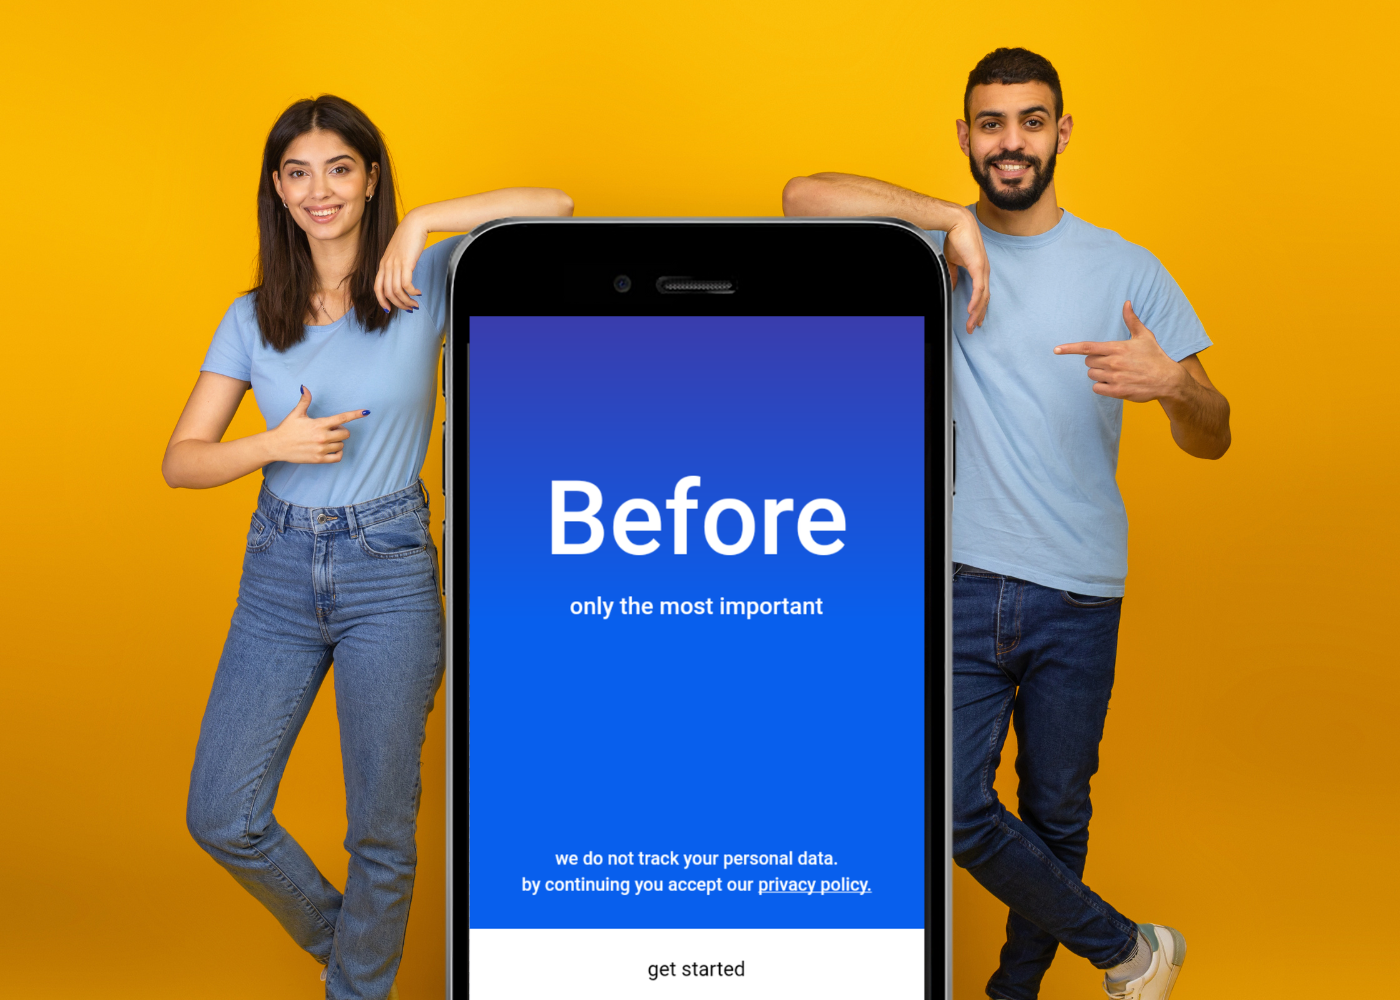 Before
only the most important
we do not track your personal data.
by continuing you accept our privacy policy.
get started